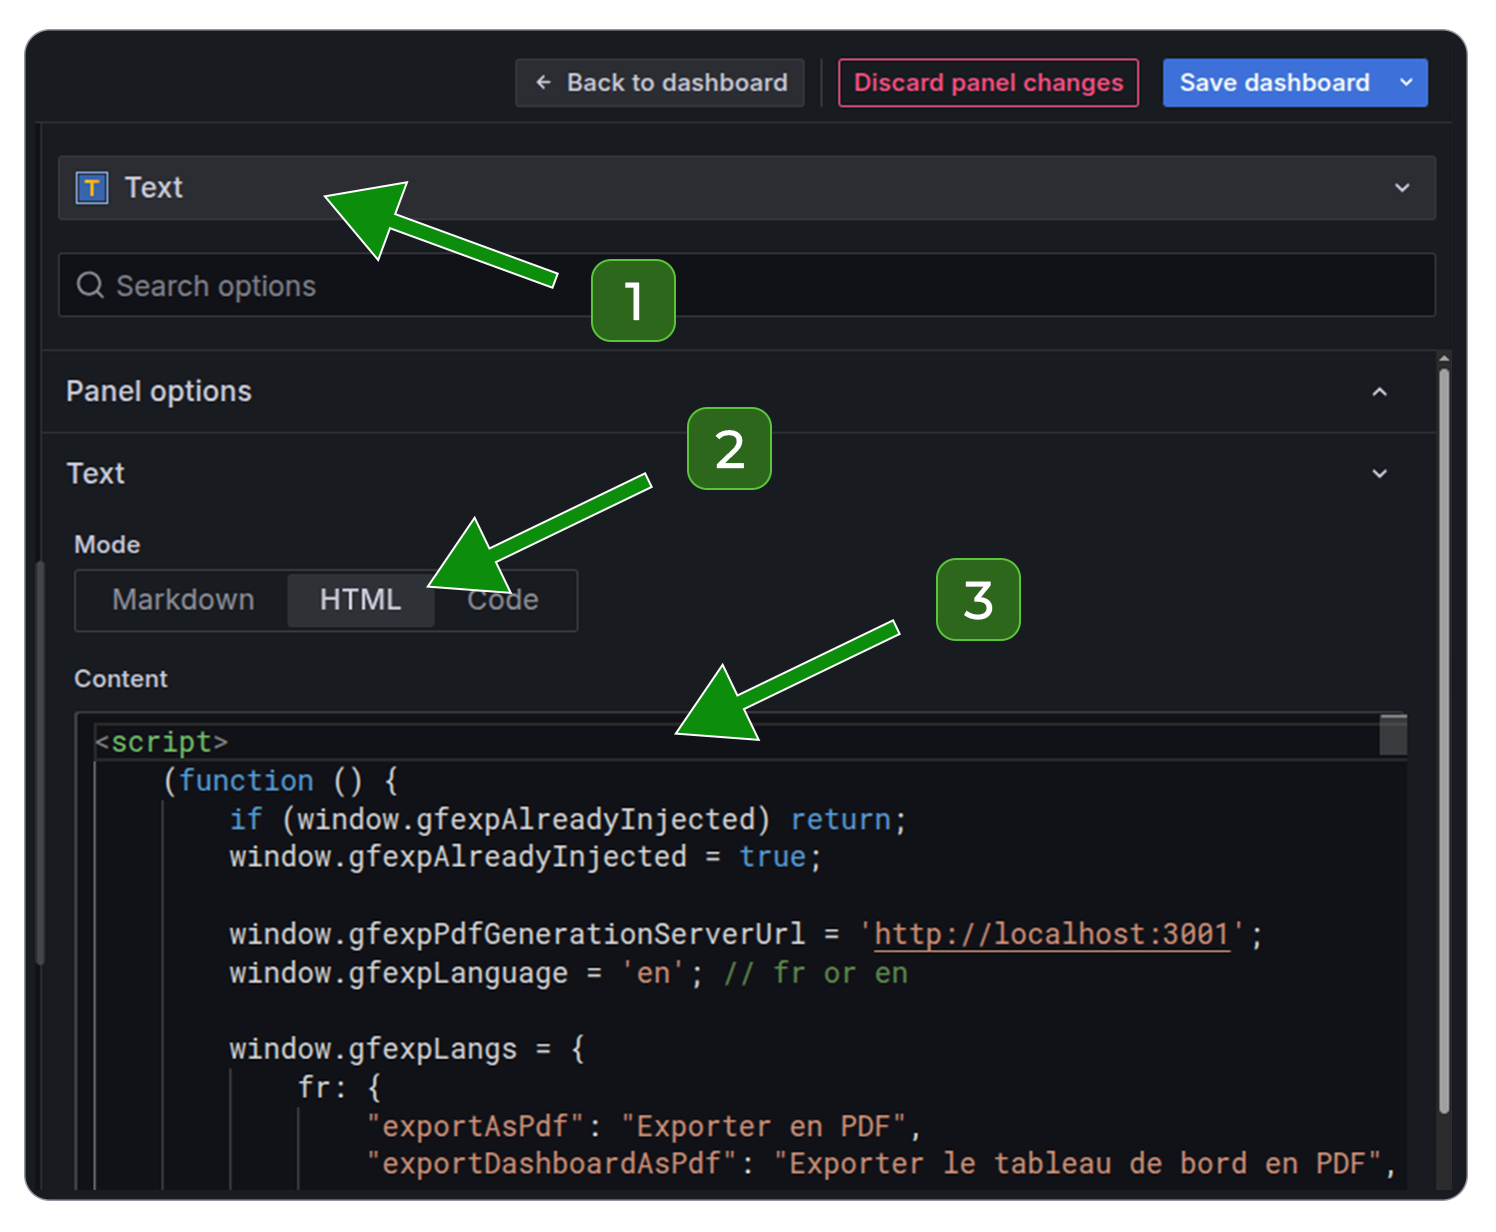 ← Back to dashboard Discard panel changes Save dashboard
T Text
Search options
1
Panel options
2
Text
Mode
Markdown HTML Code
3
Content
<script>
(function () {
if (window.gfexpAlreadyInjected) return;
window.gfexpAlreadyInjected = true;
window.gfexpPdfGenerationServerUrl = 'http://localhost:3001';
window.gfexpLanguage = 'en'; // fr or en
window.gfexpLangs = {
fr: {
"exportAsPdf": "Exporter en PDF",
"exportDashboardAsPdf": "Exporter le tableau de bord en PDF",